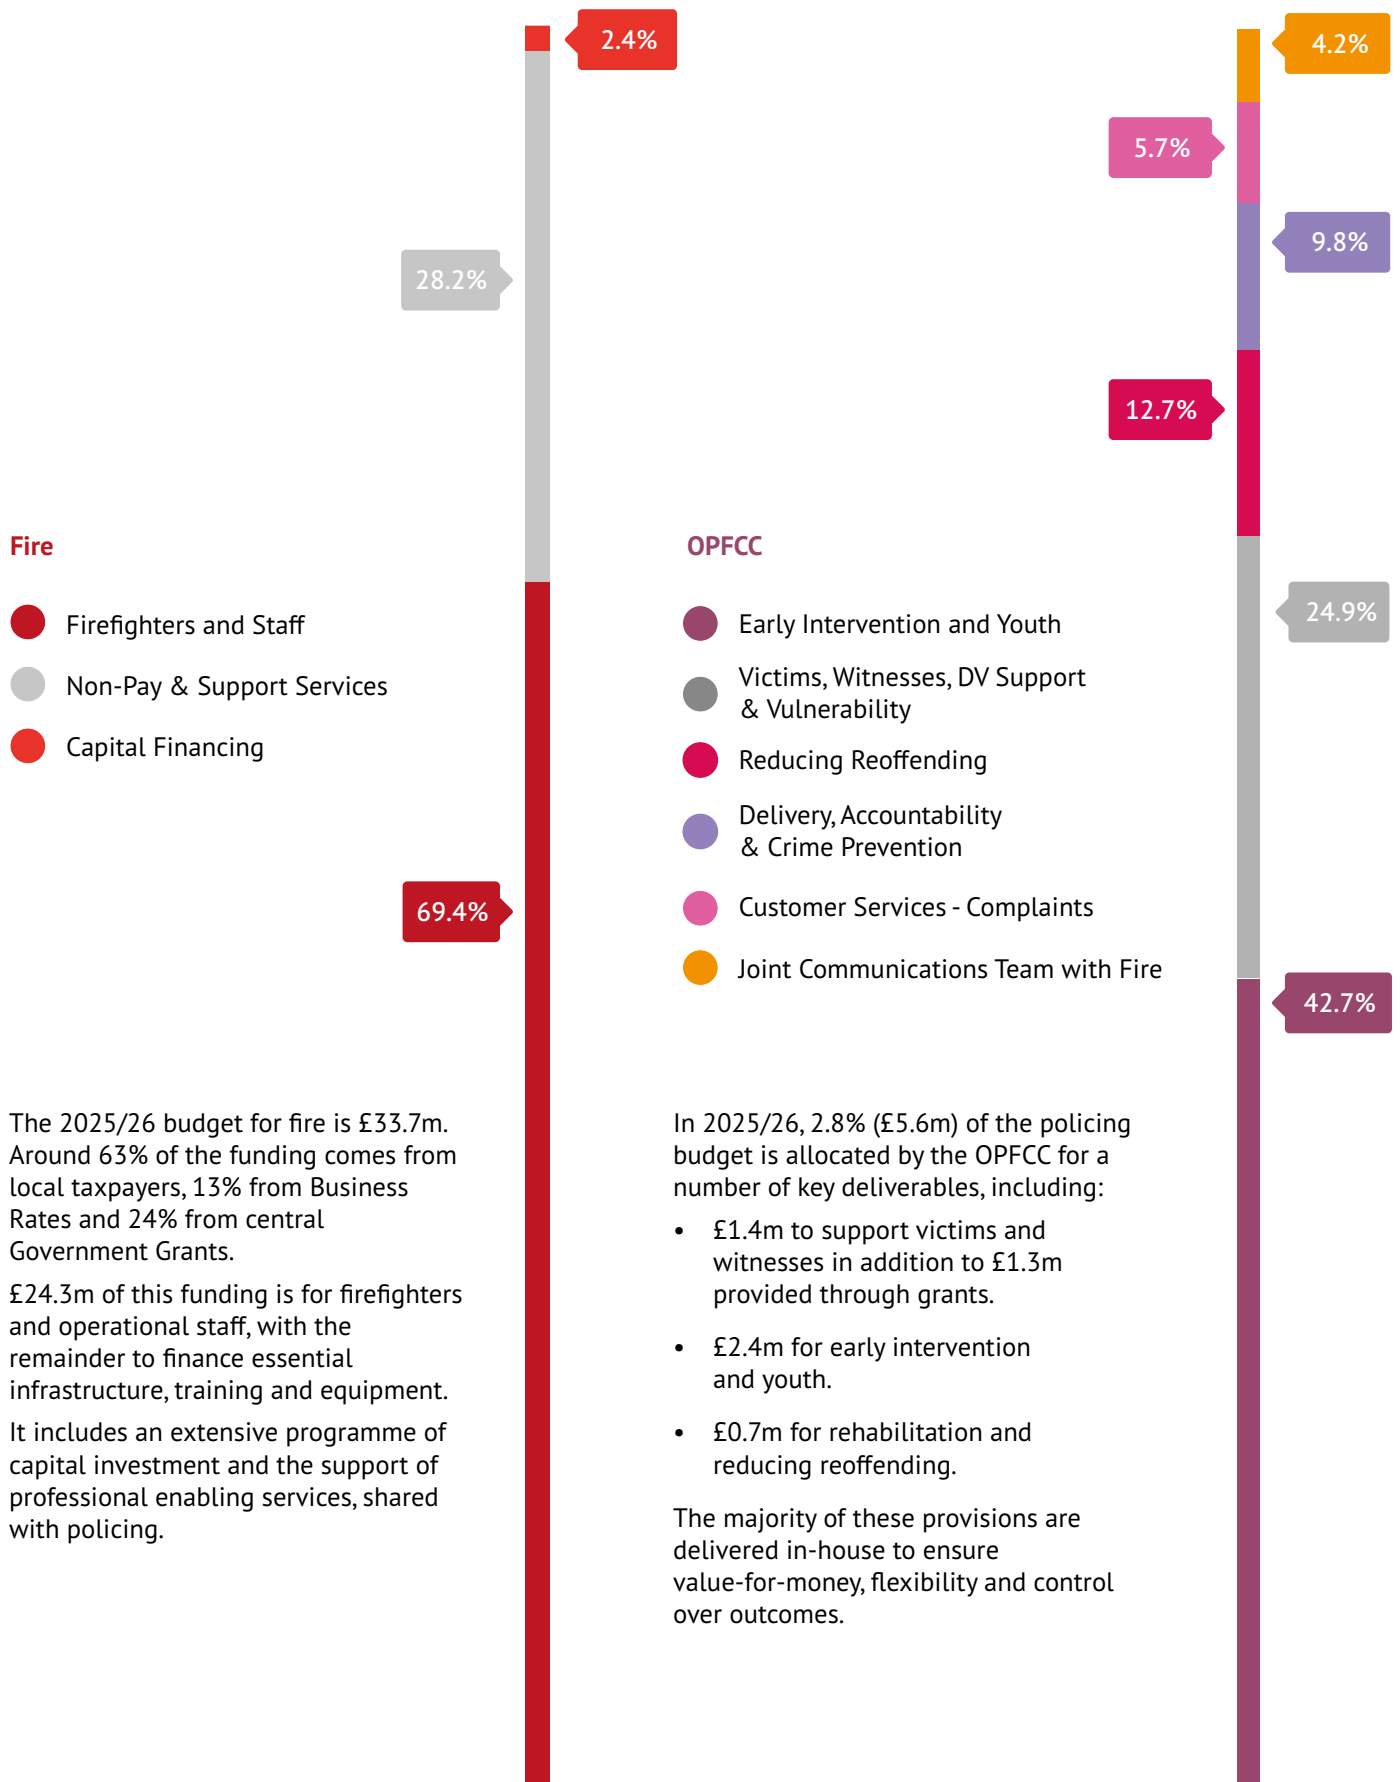 2.4%
28.2%
Fire
Firefighters and Staff
Non-Pay & Support Services
Capital Financing
69.4%
The 2025/26 budget for fire is £33.7m.
Around 63% of the funding comes from
local taxpayers, 13% from Business
Rates and 24% from central
Government Grants.
£24.3m of this funding is for firefighters
and operational staff, with the
remainder to finance essential
infrastructure, training and equipment.
It includes an extensive programme of
capital investment and the support of
professional enabling services, shared
with policing.
4.2%
5.7%
9.8%
12.7%
OPFCC
24.9%
Early Intervention and Youth
Victims, Witnesses, DV Support
& Vulnerability
Reducing Reoffending
Delivery, Accountability
& Crime Prevention
Customer Services - Complaints
Joint Communications Team with Fire
42.7%
In 2025/26, 2.8% (£5.6m) of the policing
budget is allocated by the OPFCC for a
number of key deliverables, including:
• £1.4m to support victims and
witnesses in addition to £1.3m
provided through grants.
• £2.4m for early intervention
and youth.
• £0.7m for rehabilitation and
reducing reoffending.
The majority of these provisions are
delivered in-house to ensure
value-for-money, flexibility and control
over outcomes.